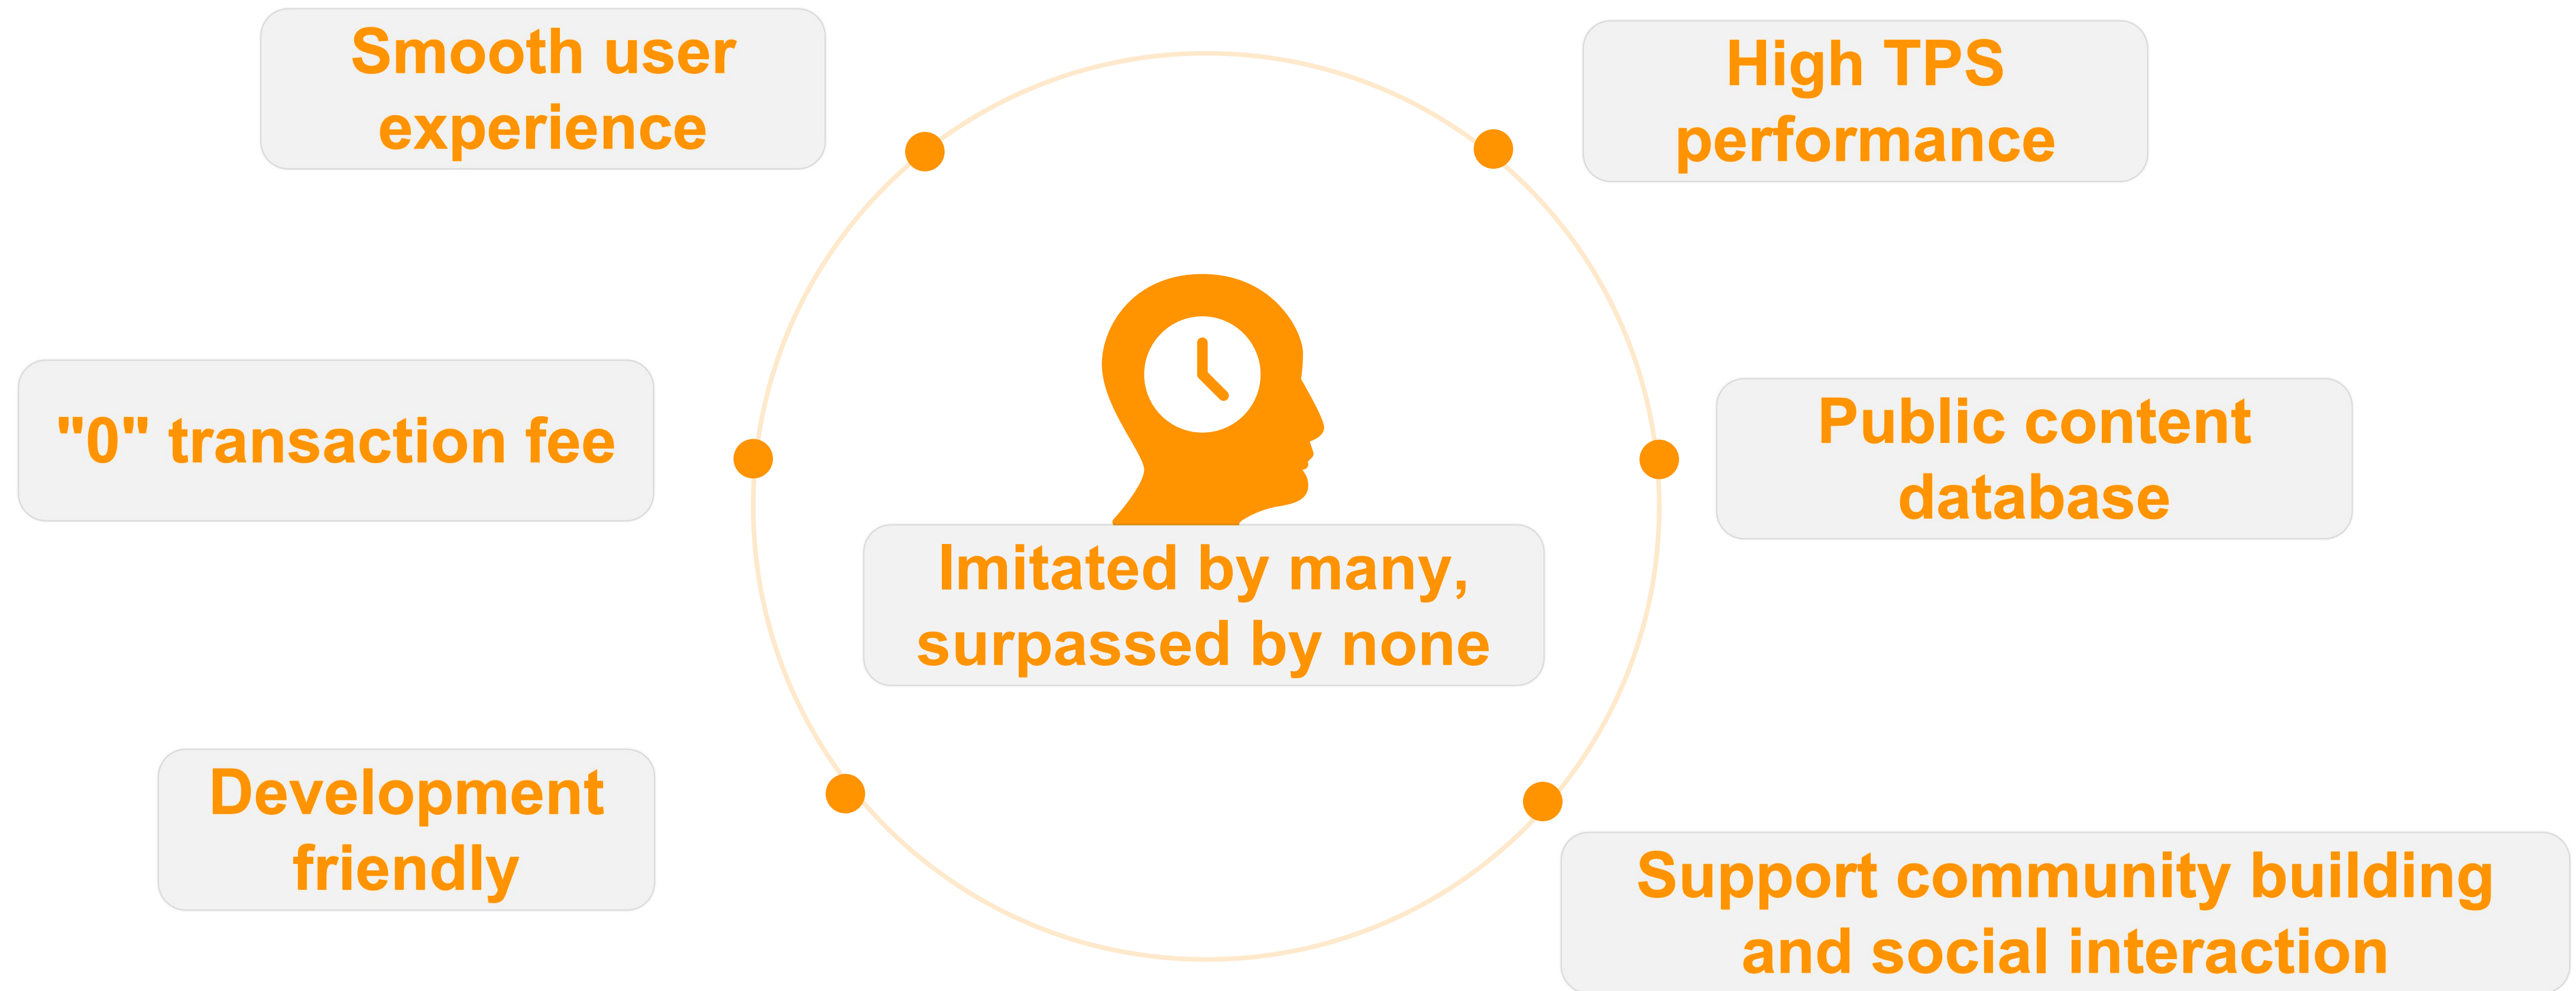 Smooth user
experience
High TPS
performance
"0" transaction fee
Public content
database
Imitated by many,
surpassed by none
Development
friendly
Support community building
and social interaction